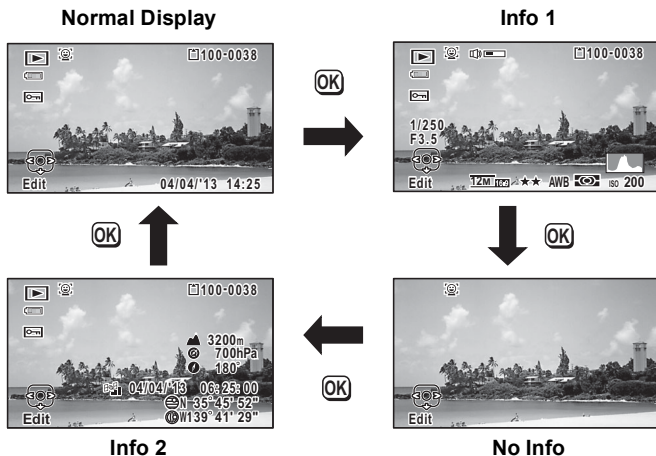 Normal Display
Info 1
100-0038
Edit
04/04/'13 14:25
OK
100-0038
1/250
F3.5
Edit
12M 16:9 ★★ AWB ISO 200
OK
OK
100-0038
3200m
700hPa
180°
04/04/'13 06:25:00
N 35°45'52"
W139°41'29"
Edit
OK
Edit
Info 2
No Info